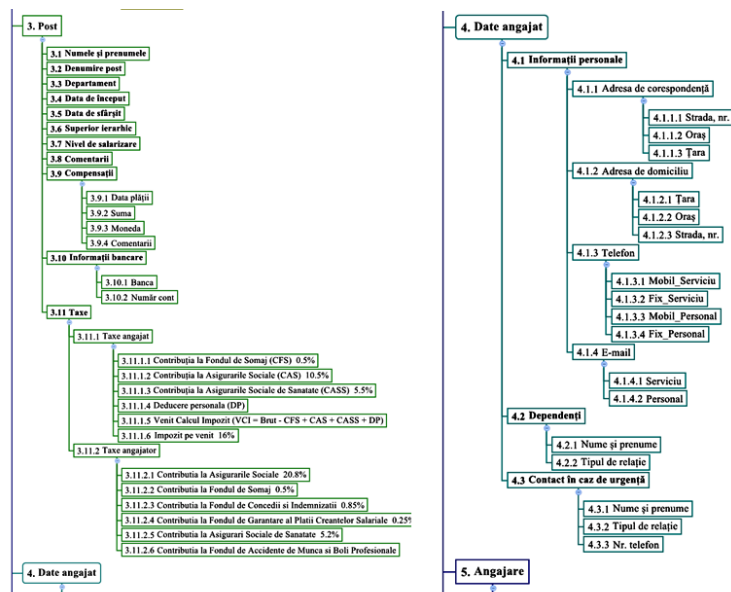 3. Post
3.1 Numele și prenumele
3.2 Denumire post
3.3 Departament
3.4 Data de început
3.5 Data de sfârșit
3.6 Superior ierarhic
3.7 Nivel de salarizare
3.8 Comentarii
3.9 Compensații
3.9.1 Data plății
3.9.2 Suma
3.9.3 Moneda
3.9.4 Comentarii
3.10 Informații bancare
3.10.1 Banca
3.10.2 Număr cont
3.11 Taxe
3.11.1 Taxe angajat
3.11.1.1 Contribuția la Fondul de Somaj (CFS) 0.5%
3.11.1.2 Contribuția la Asigurările Sociale (CAS) 10.5%
3.11.1.3 Contribuția la Asigurările Sociale de Sanatate (CASS) 5.5%
3.11.1.4 Deducere personala (DP)
3.11.1.5 Venit Calcul Impozit (VCI = Brut - CFS + CAS + CASS + DP)
3.11.1.6 Impozit pe venit 16%
3.11.2 Taxe angajator
3.11.2.1 Contributia la Asigurarile Sociale 20.8%
3.11.2.2 Contributia la Fondul de Somaj 0.5%
3.11.2.3 Contributia la Fondul de Concedii si Indemnizatii 0.85%
3.11.2.4 Contributia la Fondul de Garantare al Platii Creantelor Salariale 0.25%
3.11.2.5 Contributia la Asigurari Sociale de Sanatate 5.2%
3.11.2.6 Contributia la Fondul de Accidente de Munca si Boli Profesionale
4. Date angajat
4. Date angajat
4.1 Informații personale
4.1.1 Adresa de corespondență
4.1.1.1 Strada, nr.
4.1.1.2 Oraș
4.1.1.3 Țara
4.1.2 Adresa de domiciliu
4.1.2.1 Țara
4.1.2.2 Oraș
4.1.2.3 Strada, nr.
4.1.3 Telefon
4.1.3.1 Mobil_Serviciu
4.1.3.2 Fix_Serviciu
4.1.3.3 Mobil_Personal
4.1.3.4 Fix_Personal
4.1.4 E-mail
4.1.4.1 Serviciu
4.1.4.2 Personal
4.2 Dependenți
4.2.1 Nume și prenume
4.2.2 Tipul de relație
4.3 Contact în caz de urgență
4.3.1 Nume și prenume
4.3.2 Tipul de relație
4.3.3 Nr. telefon
5. Angajare